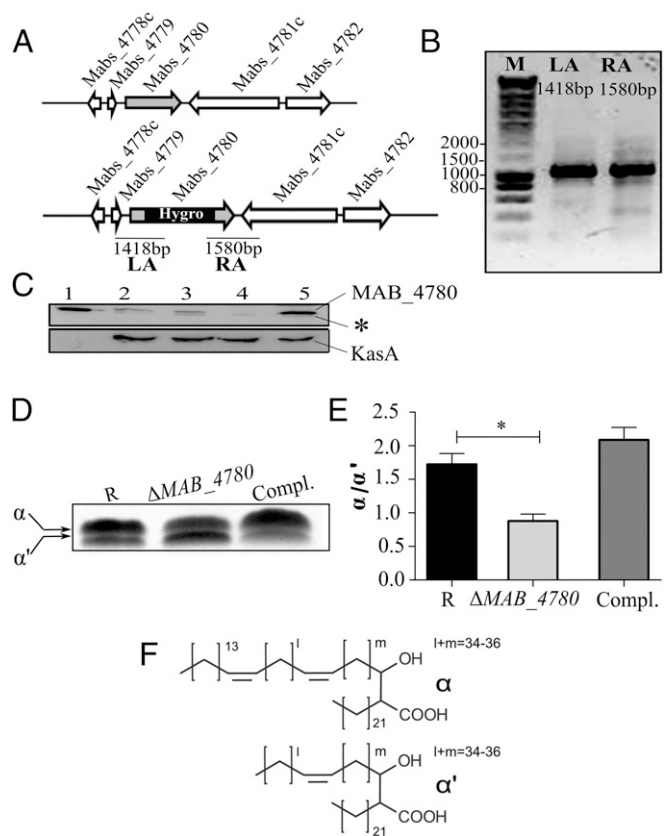 A
Mabs_4778c
Mabs_4779
Mabs_4780
Mabs_4781c
Mabs_4782
Mabs_4778c
Mabs_4779
Mabs_4780
Mabs_4781c
Mabs_4782
Hygro
1418bp
1580bp
LA
RA
B
M LA RA
1418bp 1580bp
2000
1500
1000
800
C
1 2 3 4 5
MAB_4780
*
KasA
D
R ΔMAB_4780 Compl.
α
α'
E
α/α'
2.5
2.0
1.5
1.0
0.5
0.0
*
R ΔMAB_4780 Compl.
F
13 l m l+m=34-36
OH
α
COOH
21
l m l+m=34-36
OH
α'
COOH
21